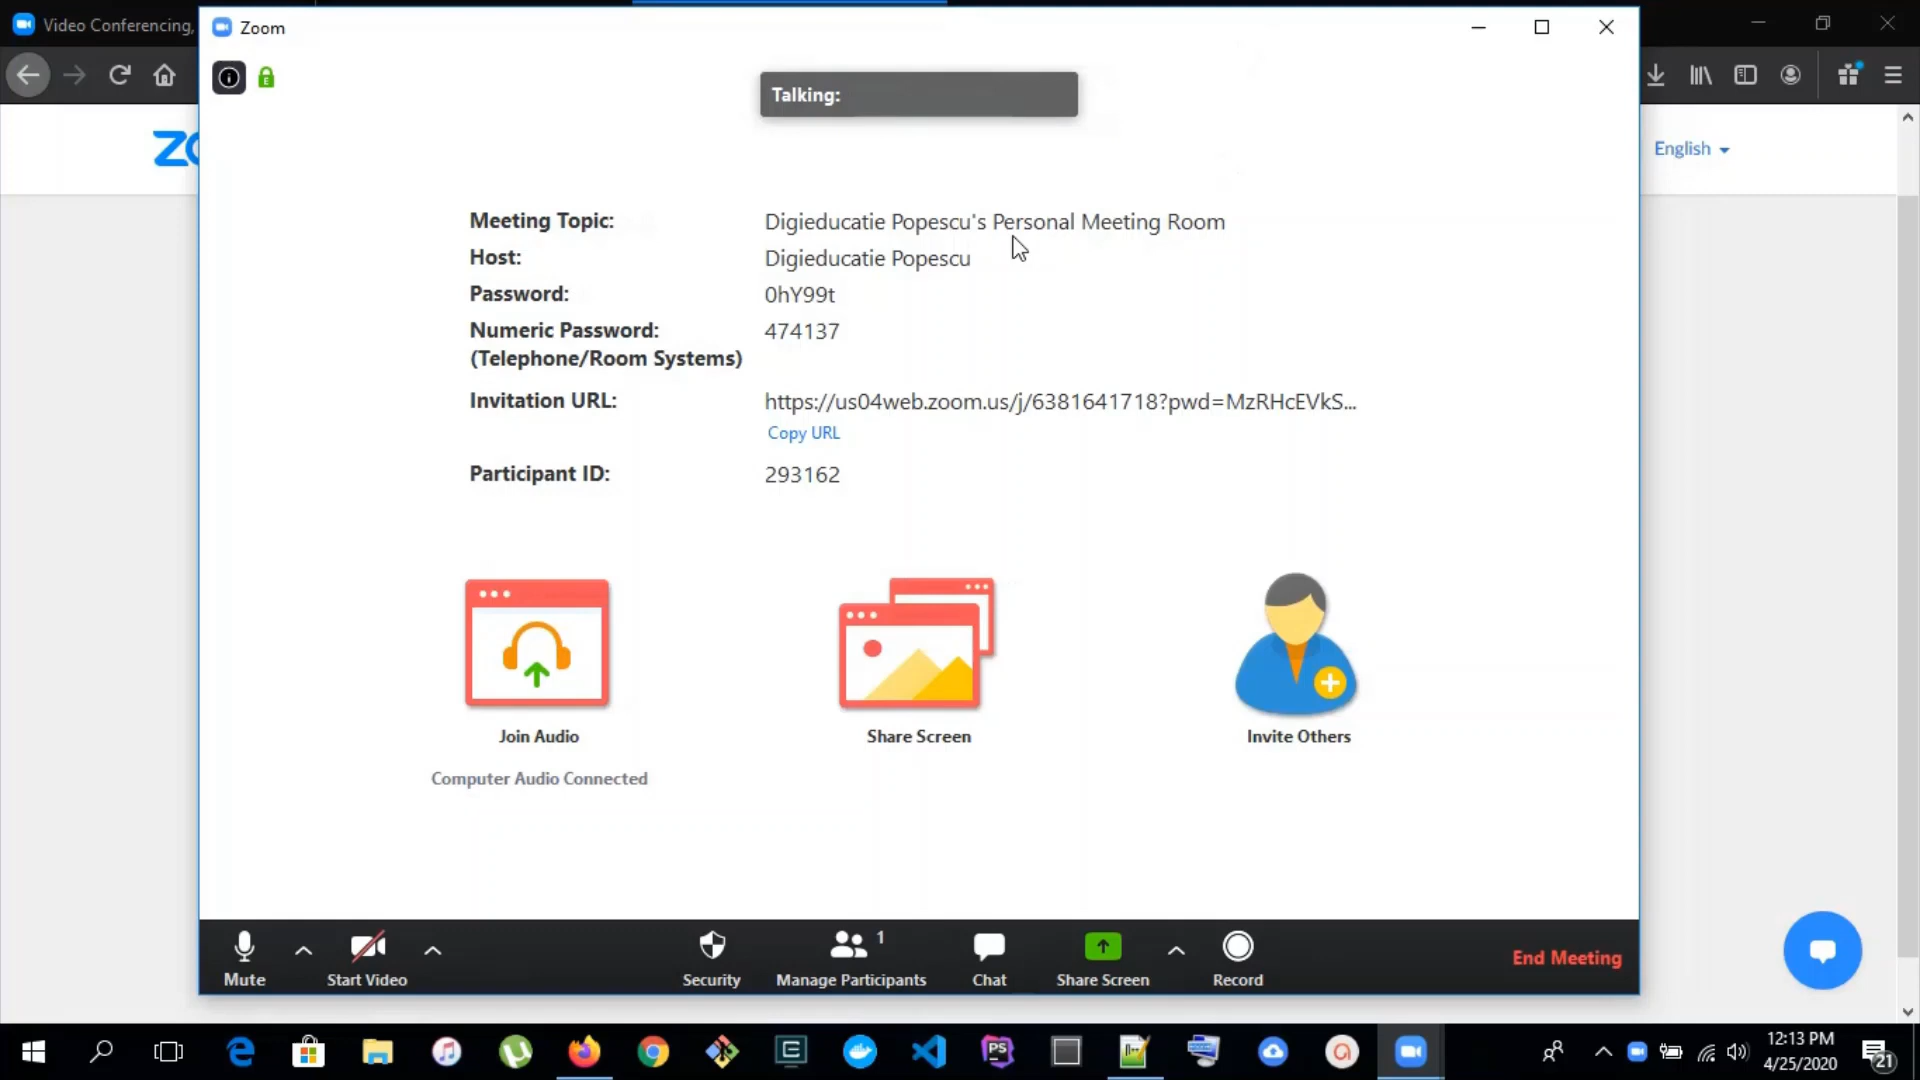 Video Conferencing,
Zoom
Talking:
English
Meeting Topic: Digieducatie Popescu's Personal Meeting Room
Host: Digieducatie Popescu
Password: 0hY99t
Numeric Password: 474137
(Telephone/Room Systems)
Invitation URL: https://us04web.zoom.us/j/6381641718?pwd=MzRHcEVkS...
Copy URL
Participant ID: 293162
Join Audio
Share Screen
Invite Others
Computer Audio Connected
1
Mute
Start Video
Security
Manage Participants
Chat
Share Screen
Record
End Meeting
PS
12:13 PM
4/25/2020
21